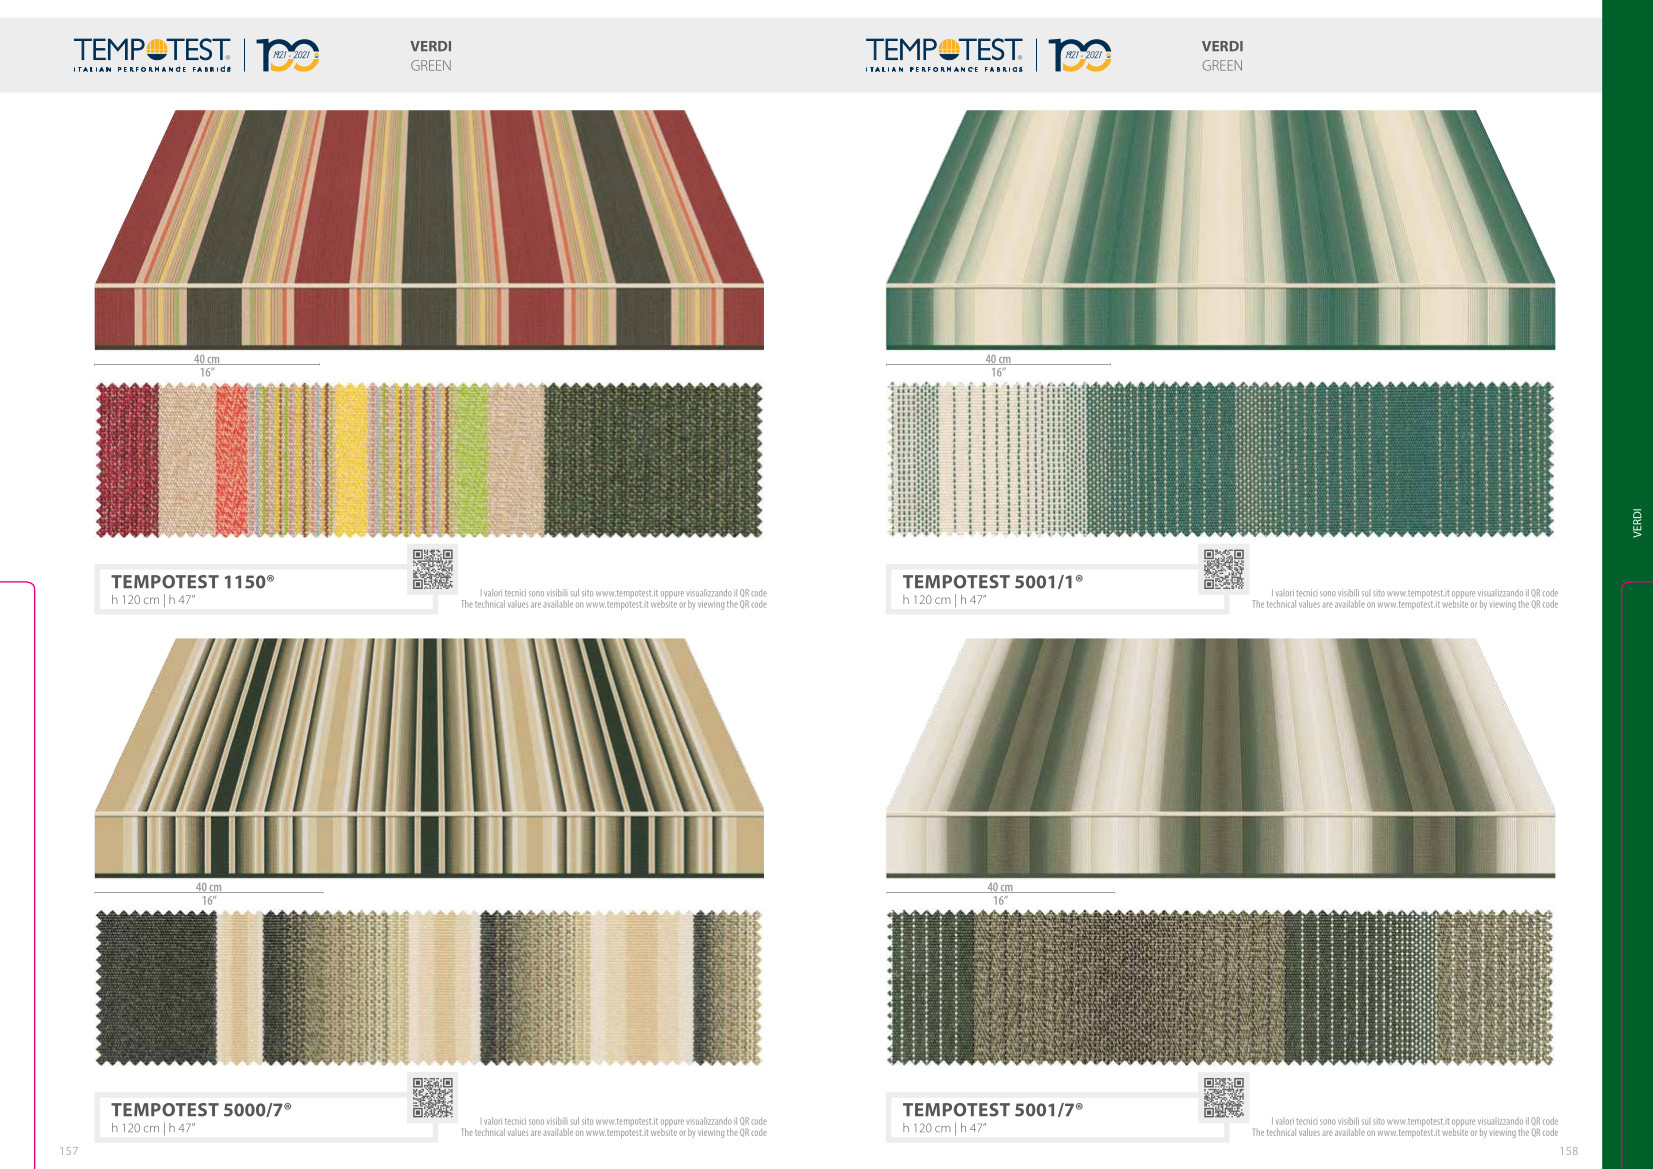 TEMPOTEST®
ITALIAN PERFORMANCE FABRICS
100
1921 - 2021
VERDI
GREEN
40 cm
16”
TEMPOTEST 1150®
h 120 cm | h 47”
I valori tecnici sono visibili sul sito www.tempotest.it oppure visualizzando il QR code
The technical values are available on www.tempotest.it website or by viewing the QR code
40 cm
16”
TEMPOTEST 5000/7®
h 120 cm | h 47”
I valori tecnici sono visibili sul sito www.tempotest.it oppure visualizzando il QR code
The technical values are available on www.tempotest.it website or by viewing the QR code
157
TEMPOTEST®
ITALIAN PERFORMANCE FABRICS
100
1921 - 2021
VERDI
GREEN
40 cm
16”
TEMPOTEST 5001/1®
h 120 cm | h 47”
I valori tecnici sono visibili sul sito www.tempotest.it oppure visualizzando il QR code
The technical values are available on www.tempotest.it website or by viewing the QR code
40 cm
16”
TEMPOTEST 5001/7®
h 120 cm | h 47”
I valori tecnici sono visibili sul sito www.tempotest.it oppure visualizzando il QR code
The technical values are available on www.tempotest.it website or by viewing the QR code
158
VERDI